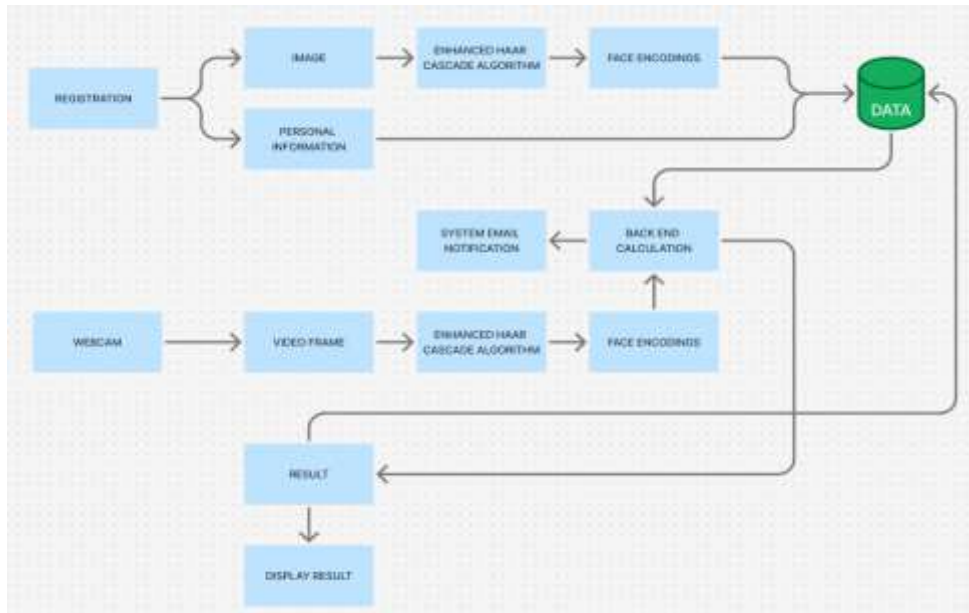 IMAGE
ENHANCED HAAR
CASCADE ALGORITHM
FACE ENCODINGS
REGISTRATION
DATA
PERSONAL
INFORMATION
SYSTEM EMAIL
NOTIFICATION
BACK END
CALCULATION
WEBCAM
VIDEO FRAME
ENHANCED HAAR
CASCADE ALGORITHM
FACE ENCODINGS
RESULT
DISPLAY RESULT